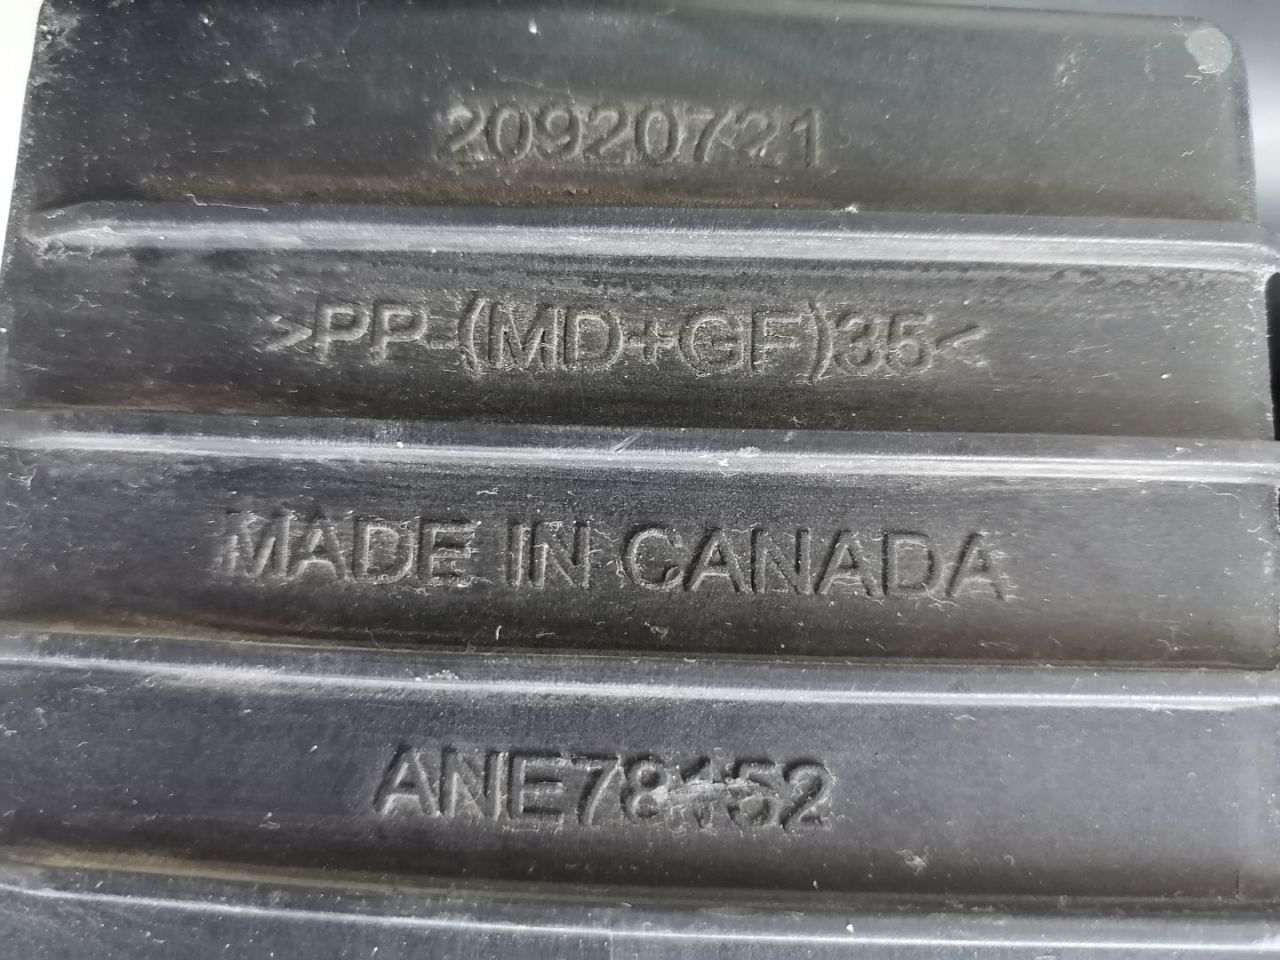 20920721
>PP-(MD+GF)35<
MADE IN CANADA
ANE78152